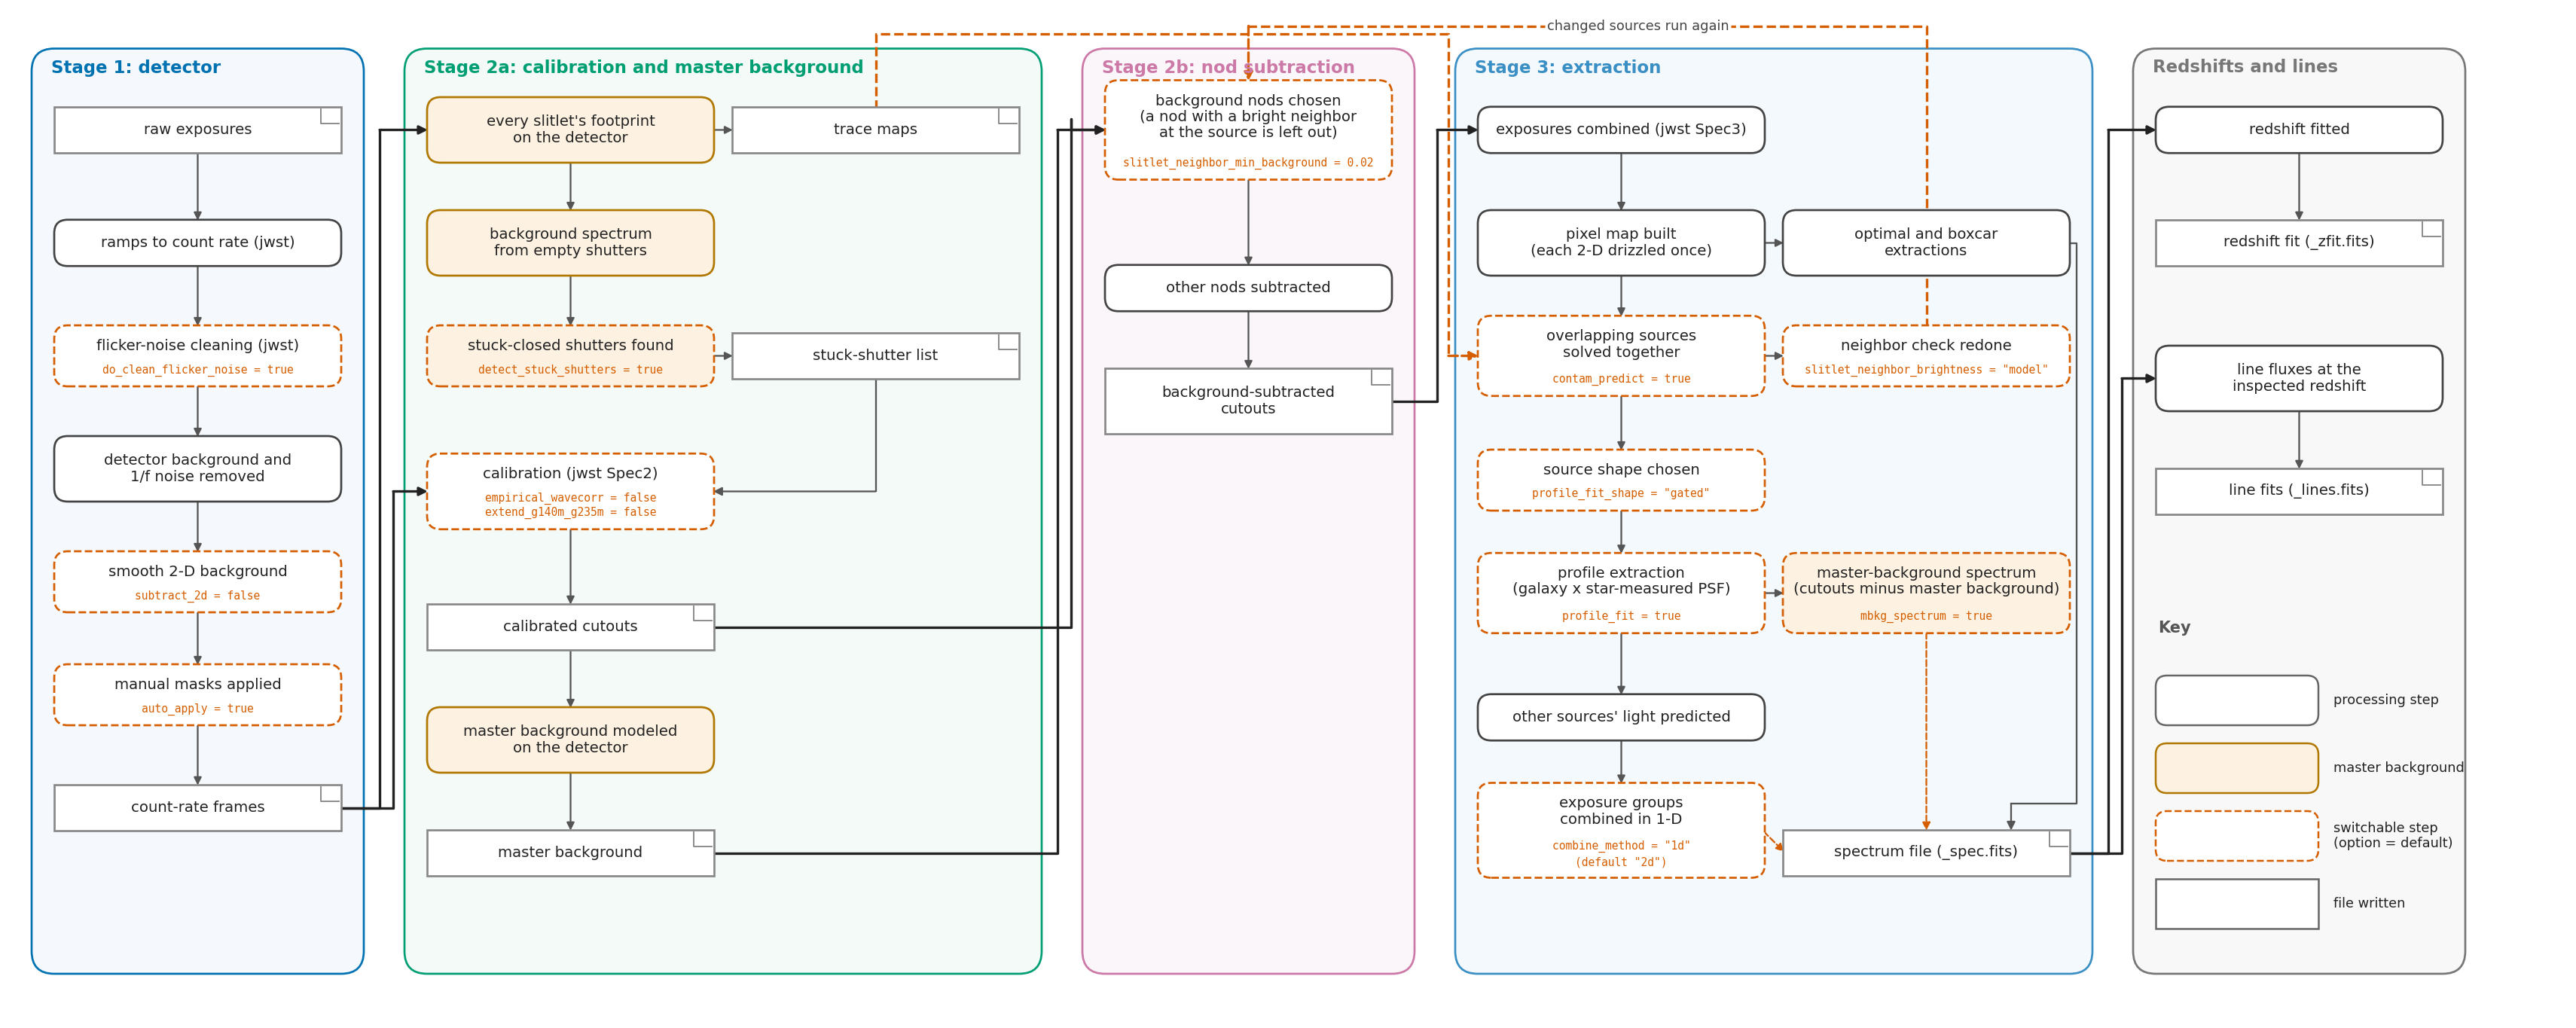 changed sources run again
Stage 1: detector
raw exposures
ramps to count rate (jwst)
flicker-noise cleaning (jwst)
do_clean_flicker_noise = true
detector background and
1/f noise removed
smooth 2-D background
subtract_2d = false
manual masks applied
auto_apply = true
count-rate frames
Stage 2a: calibration and master background
every slitlet's footprint
on the detector
trace maps
background spectrum
from empty shutters
stuck-closed shutters found
detect_stuck_shutters = true
stuck-shutter list
calibration (jwst Spec2)
empirical_wavecorr = false
extend_g140m_g235m = false
calibrated cutouts
master background modeled
on the detector
master background
Stage 2b: nod subtraction
background nods chosen
(a nod with a bright neighbor
at the source is left out)
slitlet_neighbor_min_background = 0.02
other nods subtracted
background-subtracted
cutouts
Stage 3: extraction
exposures combined (jwst Spec3)
pixel map built
(each 2-D drizzled once)
optimal and boxcar
extractions
overlapping sources
solved together
contam_predict = true
neighbor check redone
slitlet_neighbor_brightness = "model"
source shape chosen
profile_fit_shape = "gated"
profile extraction
(galaxy x star-measured PSF)
profile_fit = true
master-background spectrum
(cutouts minus master background)
mbkg_spectrum = true
other sources' light predicted
exposure groups
combined in 1-D
combine_method = "1d"
(default "2d")
spectrum file (_spec.fits)
Redshifts and lines
redshift fitted
redshift fit (_zfit.fits)
line fluxes at the
inspected redshift
line fits (_lines.fits)
Key
processing step
master background
switchable step
(option = default)
file written